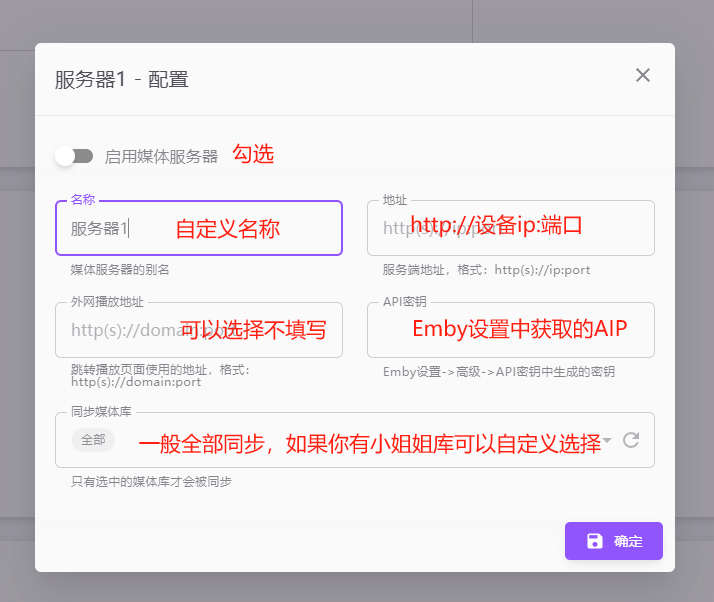 服务器1 - 配置
启用媒体服务器 勾选
名称
服务器1 自定义名称
媒体服务器的别名
地址
http(s)://ip:port http://设备ip:端口
服务端地址，格式：http(s)://ip:port
外网播放地址
http(s)://domain:port 可以选择不填写
跳转播放页面使用的地址，格式：
http(s)://domain:port
API密钥
Emby设置中获取的AIP
Emby设置->高级->API密钥中生成的密钥
同步媒体库
全部 一般全部同步，如果你有小姐姐库可以自定义选择
只有选中的媒体库才会被同步
确定